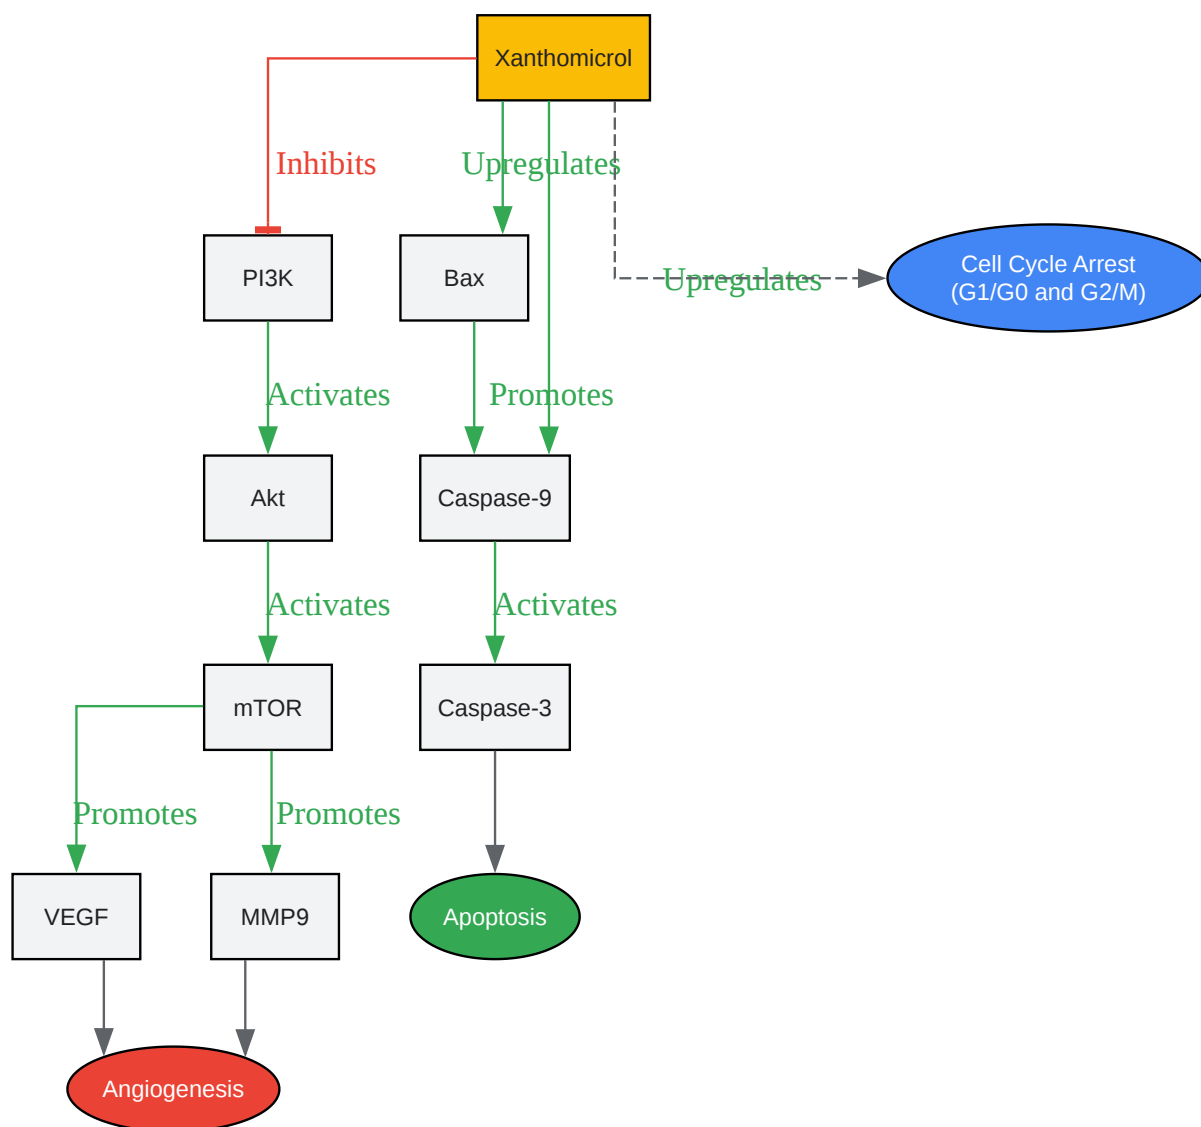 Xanthomicrol
Inhibits
Upregulates
PI3K
Bax
Upregulates
Cell Cycle Arrest
(G1/G0 and G2/M)
Activates
Promotes
Akt
Caspase-9
Activates
Activates
mTOR
Caspase-3
Promotes
Promotes
VEGF
MMP9
Apoptosis
Angiogenesis